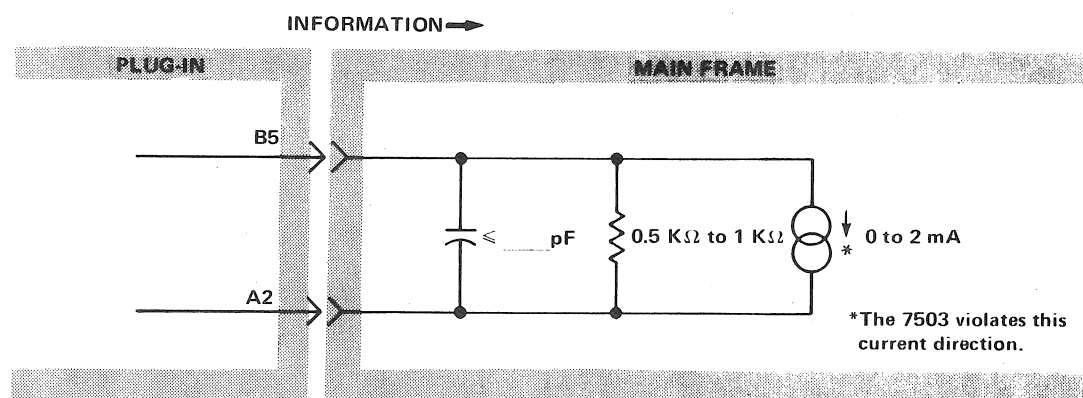 INFORMATION
PLUG-IN
MAIN FRAME
B5
≤ ____pF
0.5 KΩ to 1 KΩ
↓
* 0 to 2 mA
A2
*The 7503 violates this
current direction.